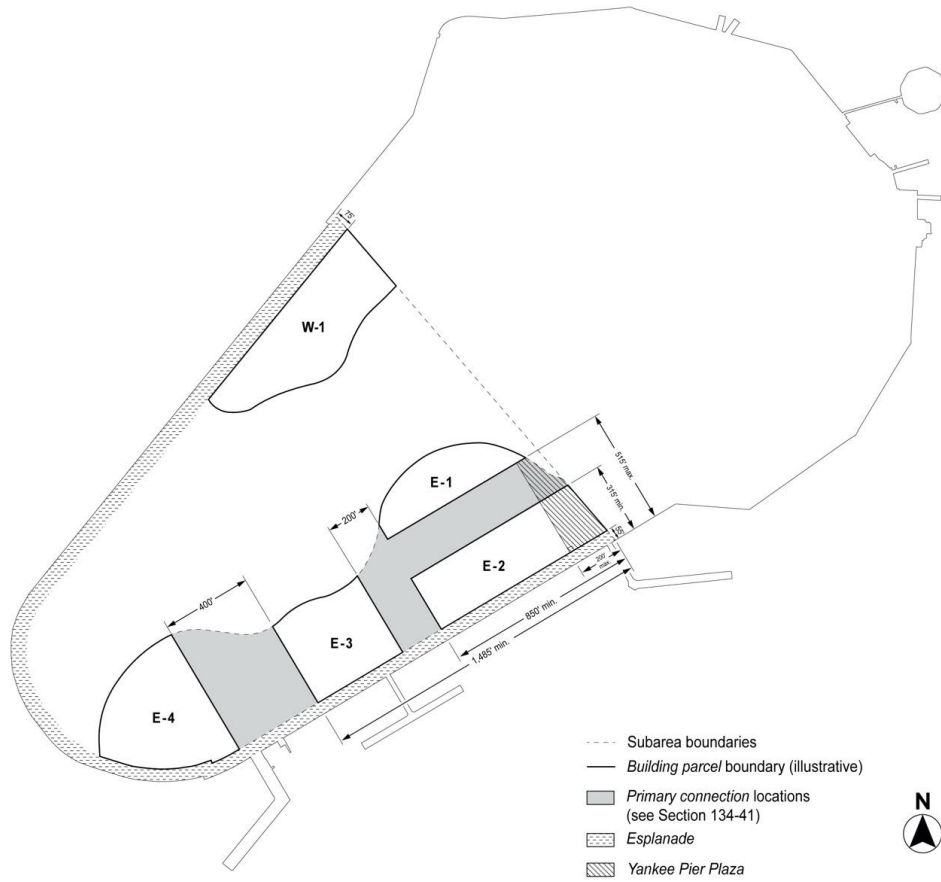 75'
W-1
E-1
515' max.
315' min.
200'
55'
E-2
200'
max.
850' min.
400'
E-3
1,485' min.
E-4
Subarea boundaries
Building parcel boundary (illustrative)
Primary connection locations
(see Section 134-41)
Esplanade
Yankee Pier Plaza
N